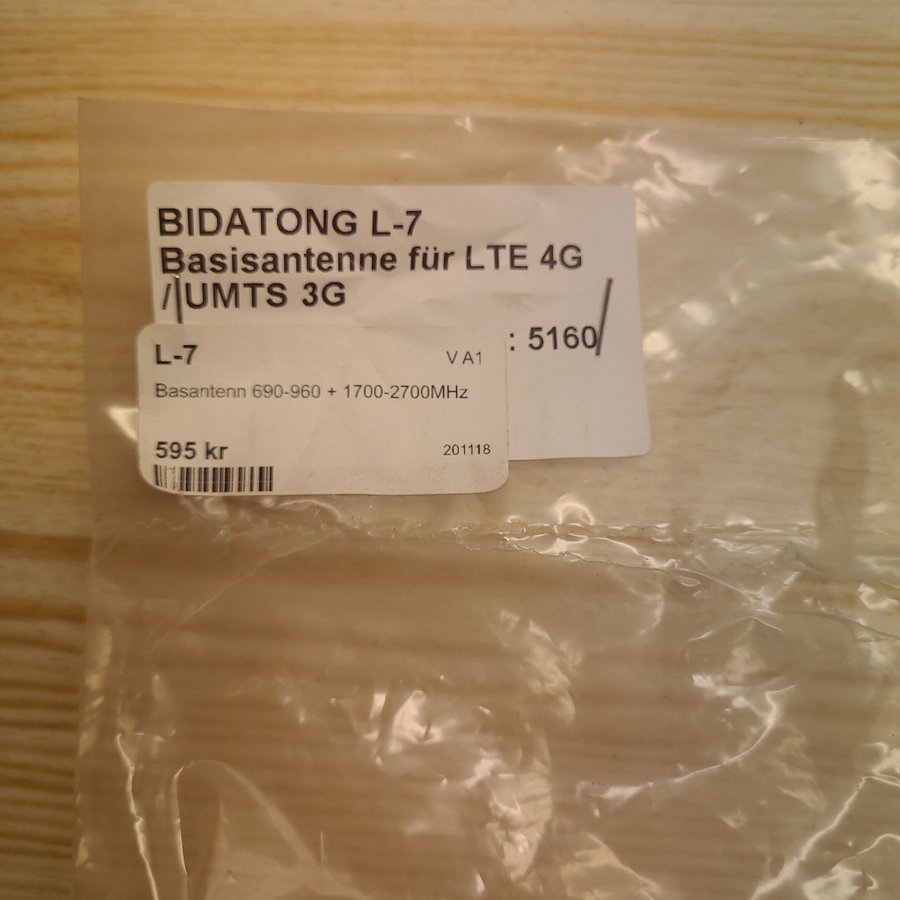 BIDATONG L-7
Basisantenne für LTE 4G
/UMTS 3G
: 5160
L-7
V A1
Basantenn 690-960 + 1700-2700MHz
595 kr
201118